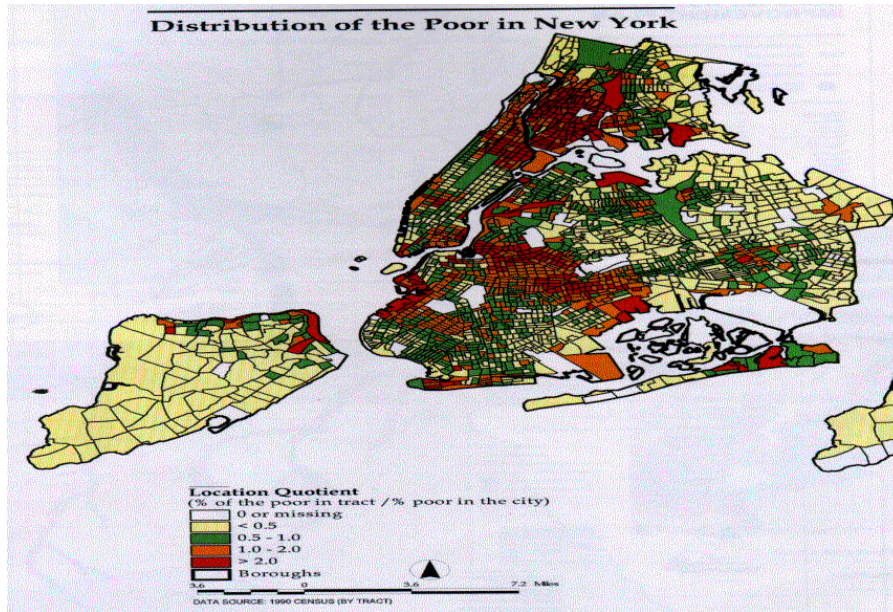 Distribution of the Poor in New York
Location Quotient
(% of the poor in tract / % poor in the city)
0 or missing
< 0.5
0.5 - 1.0
1.0 - 2.0
> 2.0
Boroughs
3.6 0 3.6 7.2 Miles
DATA SOURCE: 1990 CENSUS (BY TRACT)